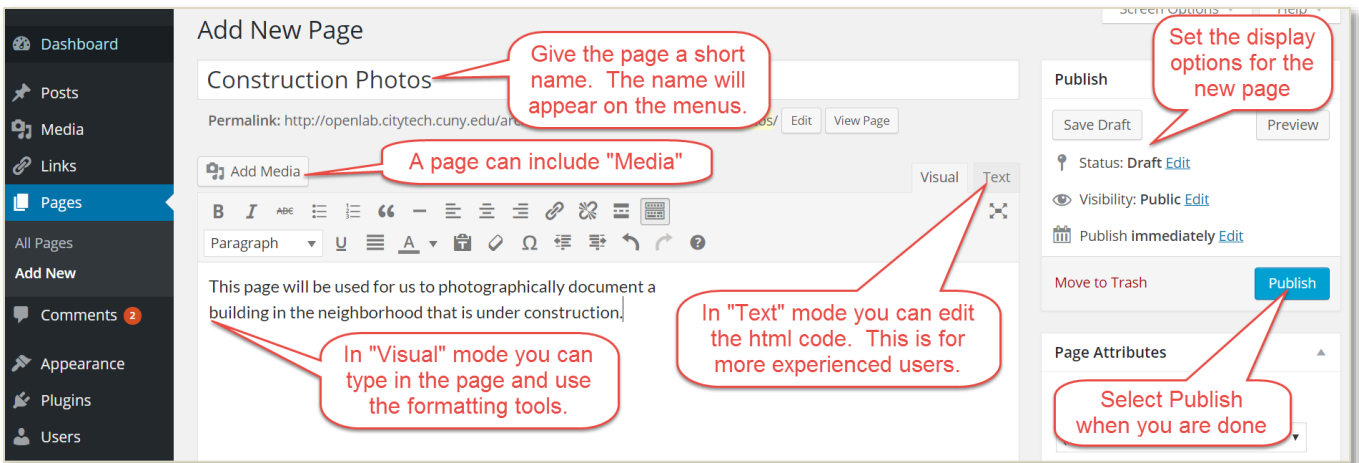 Dashboard
Posts
Media
Links
Pages
All Pages
Add New
Comments 2
Appearance
Plugins
Users
Add New Page
Screen Options
Help
Construction Photos
Give the page a short
name. The name will
appear on the menus.
Permalink: http://openlab.citytech.cuny.edu/ os/ Edit View Page
Add Media
A page can include "Media"
Visual Text
B I ABC
Paragraph U A Ω
This page will be used for us to photographically document a
building in the neighborhood that is under construction.
In "Visual" mode you can
type in the page and use
the formatting tools.
In "Text" mode you can edit
the html code. This is for
more experienced users.
Set the display
options for the
new page
Publish
Save Draft Preview
Status: Draft Edit
Visibility: Public Edit
Publish immediately Edit
Move to Trash Publish
Page Attributes
Select Publish
when you are done